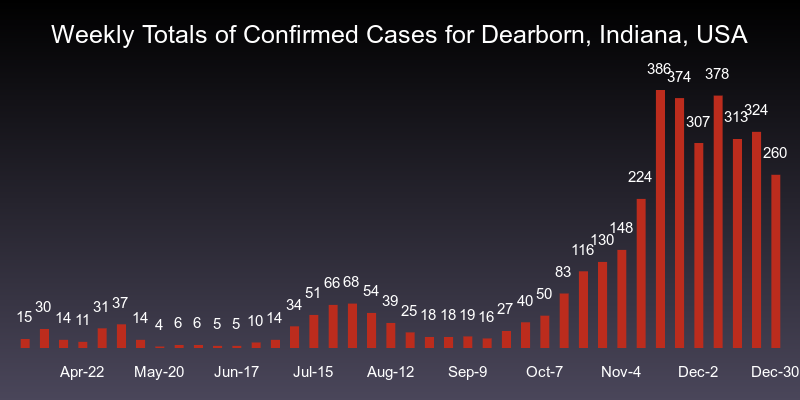 Weekly Totals of Confirmed Cases for Dearborn, Indiana, USA
15 30 14 11 31 37 14 4 6 6 5 5 10 14 34 51 66 68 54 39 25 18 18 19 16 27 40 50 83 116 130 148 224 386 374 307 378 313 324 260
Apr-22 May-20 Jun-17 Jul-15 Aug-12 Sep-9 Oct-7 Nov-4 Dec-2 Dec-30